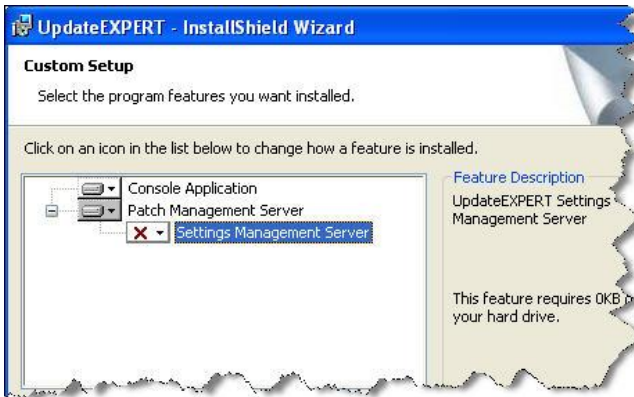 UpdateEXPERT - InstallShield Wizard
Custom Setup
Select the program features you want installed.
Click on an icon in the list below to change how a feature is installed.
Console Application
Patch Management Server
Settings Management Server
Feature Description
UpdateEXPERT Settings
Management Server
This feature requires 0KB
your hard drive.